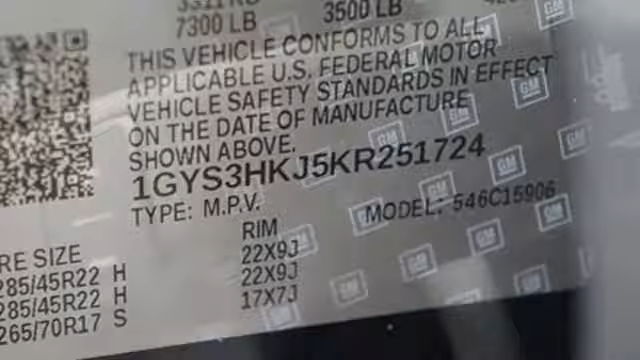 7300 LB 3500 LB
THIS VEHICLE CONFORMS TO ALL
APPLICABLE U.S. FEDERAL MOTOR
VEHICLE SAFETY STANDARDS IN EFFECT
ON THE DATE OF MANUFACTURE
SHOWN ABOVE.
1GYS3HKJ5KR251724
TYPE: M.P.V. MODEL: 546C15906
RE SIZE RIM
285/45R22 H 22X9J
285/45R22 H 22X9J
265/70R17 S 17X7J
GM